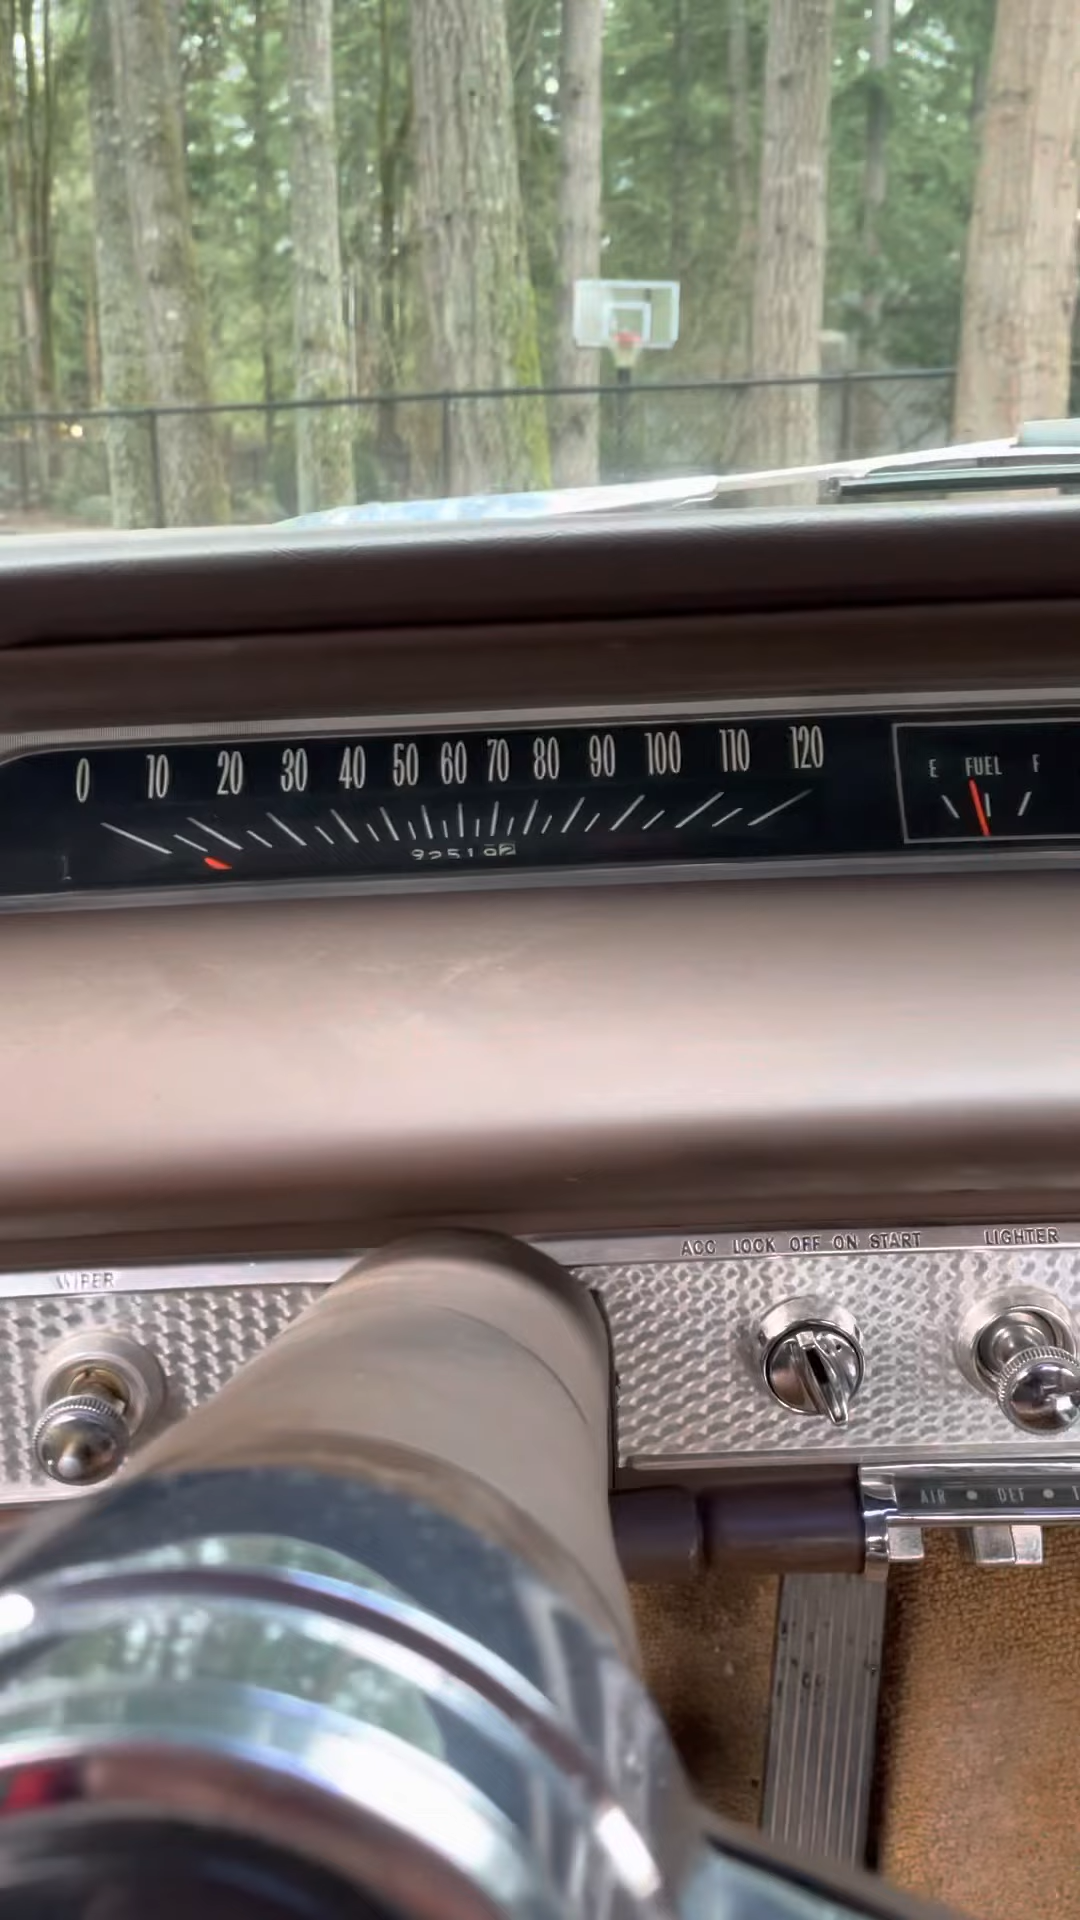 0 10 20 30 40 50 60 70 80 90 100 110 120
E FUEL F
WIPER
ACC LOCK OFF ON START
LIGHTER
AIR • DEF •